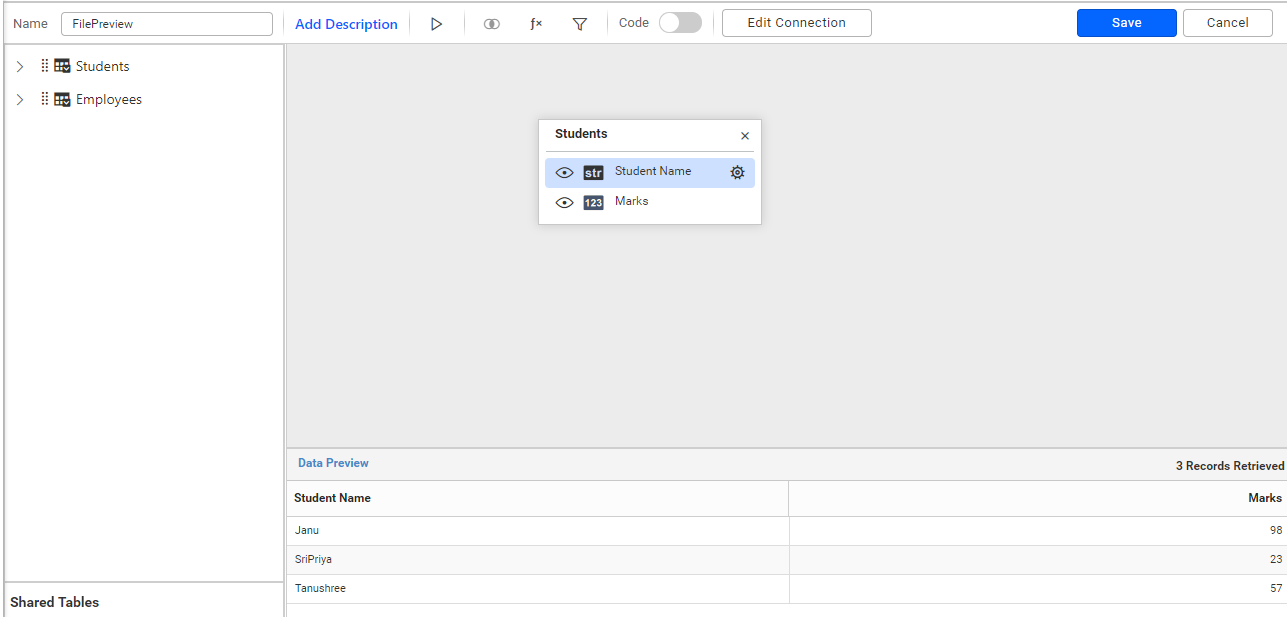 Name FilePreview Add Description ƒ× Code Edit Connection Save Cancel
Students
Employees
Students
str Student Name
123 Marks
Data Preview 3 Records Retrieved
Student Name Marks
Janu 98
SriPriya 23
Tanushree 57
Shared Tables